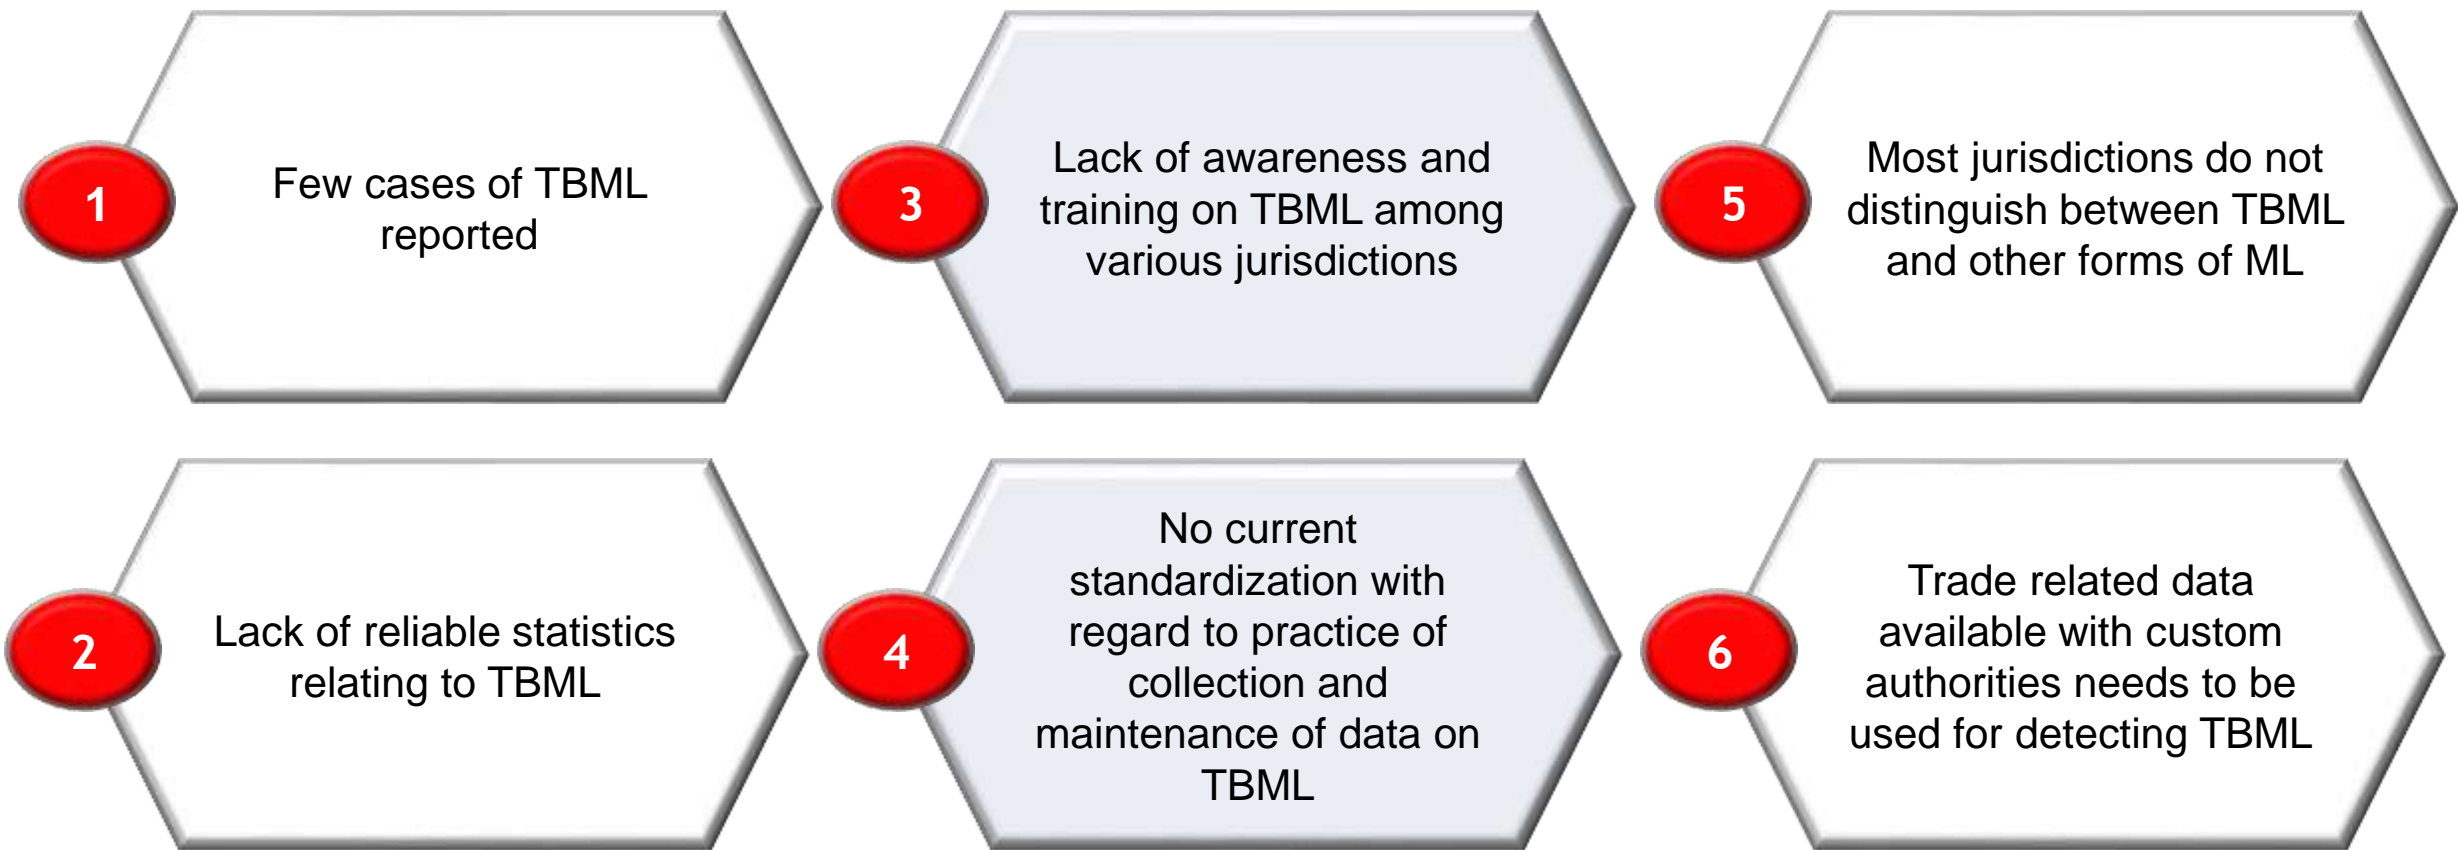 1
Few cases of TBML
reported
2
Lack of reliable statistics
relating to TBML
3
Lack of awareness and
training on TBML among
various jurisdictions
4
No current
standardization with
regard to practice of
collection and
maintenance of data on
TBML
5
Most jurisdictions do not
distinguish between TBML
and other forms of ML
6
Trade related data
available with custom
authorities needs to be
used for detecting TBML